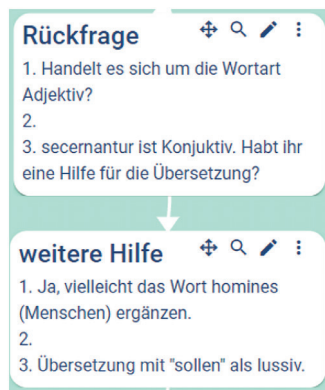 Rückfrage
1. Handelt es sich um die Wortart
Adjektiv?
2.
3. secernantur ist Konjuktiv. Habt ihr
eine Hilfe für die Übersetzung?
weitere Hilfe
1. Ja, vielleicht das Wort homines
(Menschen) ergänzen.
2.
3. Übersetzung mit "sollen" als Iussiv.